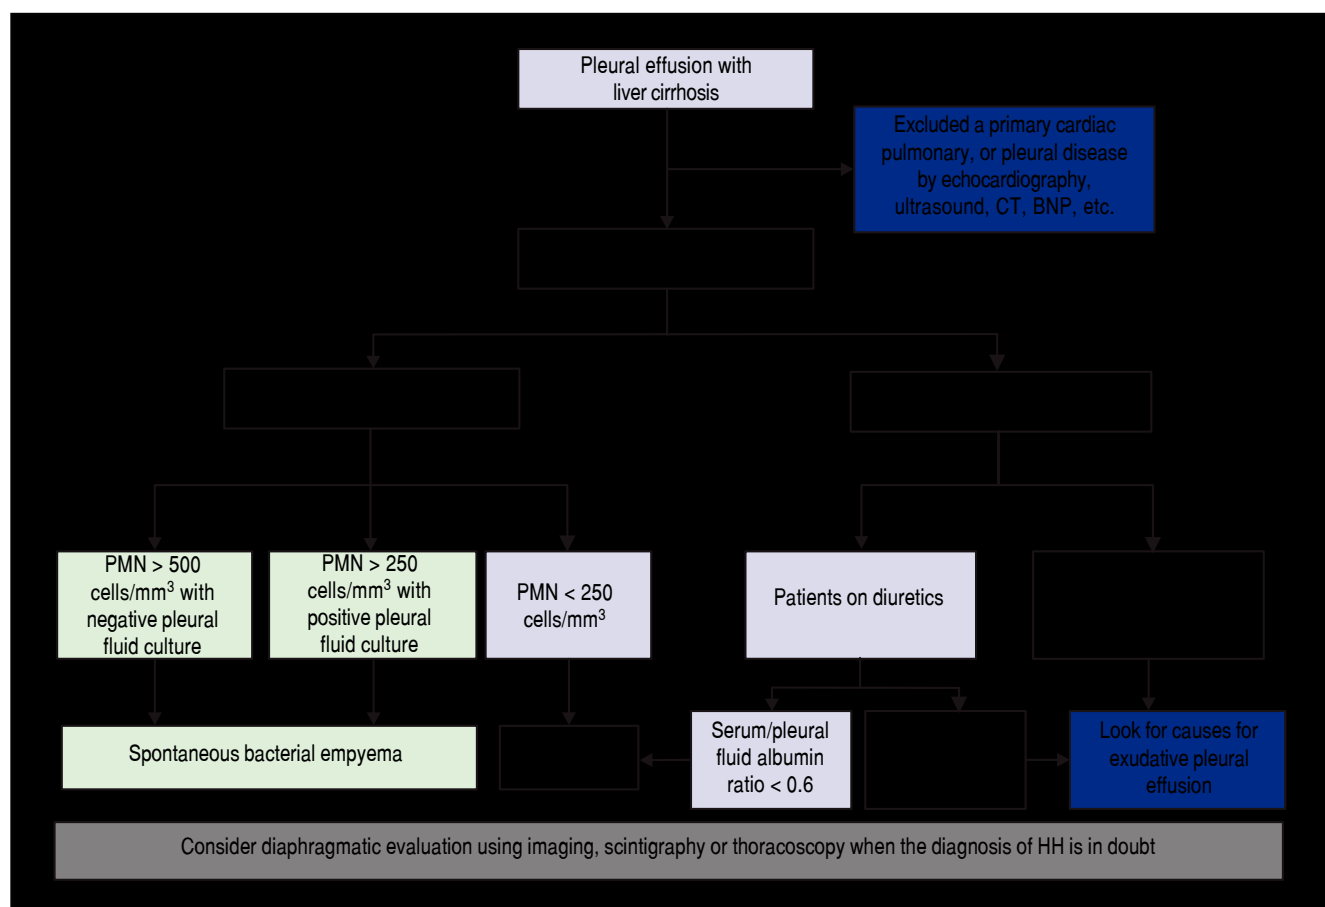 Pleural effusion with
liver cirrhosis
Excluded a primary cardiac
pulmonary, or pleural disease
by echocardiography,
ultrasound, CT, BNP, etc.
PMN > 500
cells/mm³ with
negative pleural
fluid culture
PMN > 250
cells/mm³ with
positive pleural
fluid culture
PMN < 250
cells/mm³
Patients on diuretics
Spontaneous bacterial empyema
Serum/pleural
fluid albumin
ratio < 0.6
Look for causes for
exudative pleural
effusion
Consider diaphragmatic evaluation using imaging, scintigraphy or thoracoscopy when the diagnosis of HH is in doubt